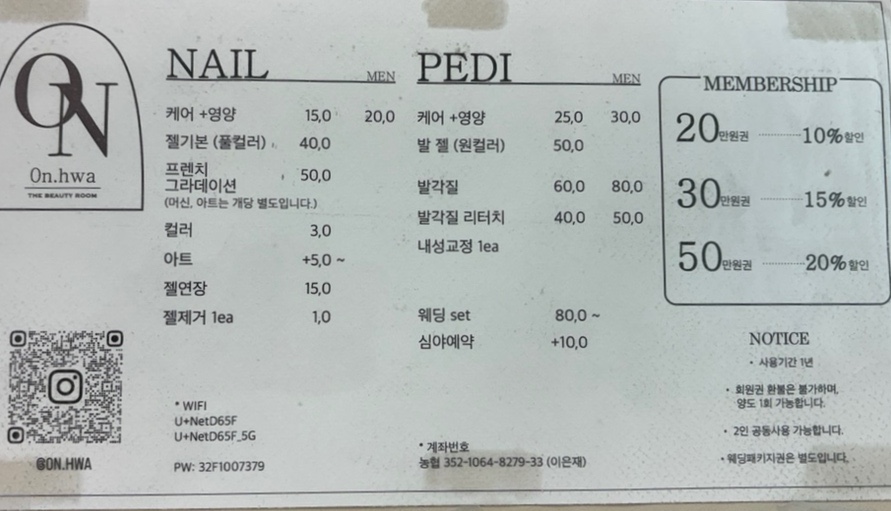 ON
On.hwa
THE BEAUTY ROOM
@ON.HWA
NAIL MEN
케어 +영양 15,0 20,0
젤기본 (풀컬러) 40,0
프렌치
그라데이션 50,0
(머신, 아트는 개당 별도입니다.)
컬러 3,0
아트 +5,0 ~
젤연장 15,0
젤제거 1ea 1,0
* WIFI
U+NetD65F
U+NetD65F_5G
PW: 32F1007379
PEDI MEN
케어 +영양 25,0 30,0
발 젤 (원컬러) 50,0
발각질 60,0 80,0
발각질 리터치 40,0 50,0
내성교정 1ea
웨딩 set 80,0 ~
심야예약 +10,0
* 계좌번호
농협 352-1064-8279-33 (이은재)
MEMBERSHIP
20만원권 ············ 10%할인
30만원권 ············ 15%할인
50만원권 ············ 20%할인
NOTICE
• 사용기간 1년
• 회원권 환불은 불가하며,
양도 1회 가능합니다.
• 2인 공동사용 가능합니다.
• 웨딩패키지권은 별도입니다.